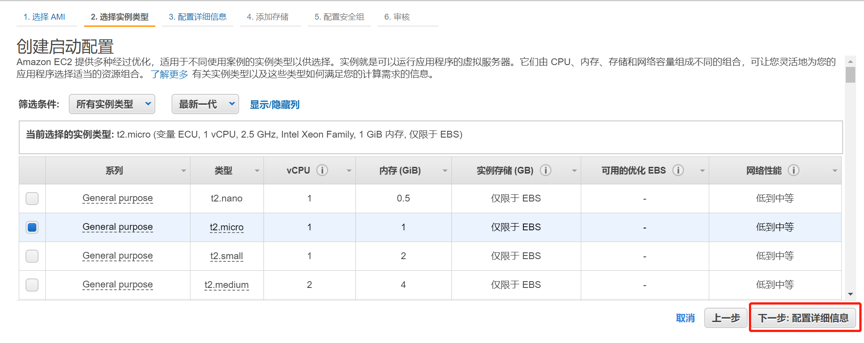 1. 选择 AMI 2. 选择实例类型 3. 配置详细信息 4. 添加存储 5. 配置安全组 6. 审核
创建启动配置
Amazon EC2 提供多种经过优化，适用于不同使用案例的实例类型以供选择。实例就是可以运行应用程序的虚拟服务器。它们由 CPU、内存、存储和网络容量组成不同的组合，可让您灵活地为您的
应用程序选择适当的资源组合。 了解更多 有关实例类型以及这些类型如何满足您的计算需求的信息。
筛选条件: 所有实例类型 最新一代 显示/隐藏列
当前选择的实例类型: t2.micro (变量 ECU, 1 vCPU, 2.5 GHz, Intel Xeon Family, 1 GiB 内存, 仅限于 EBS)
系列 类型 vCPU 内存 (GiB) 实例存储 (GB) 可用的优化 EBS 网络性能
General purpose t2.nano 1 0.5 仅限于 EBS - 低到中等
General purpose t2.micro 1 1 仅限于 EBS - 低到中等
General purpose t2.small 1 2 仅限于 EBS - 低到中等
General purpose t2.medium 2 4 仅限于 EBS - 低到中等
取消 上一步 下一步: 配置详细信息